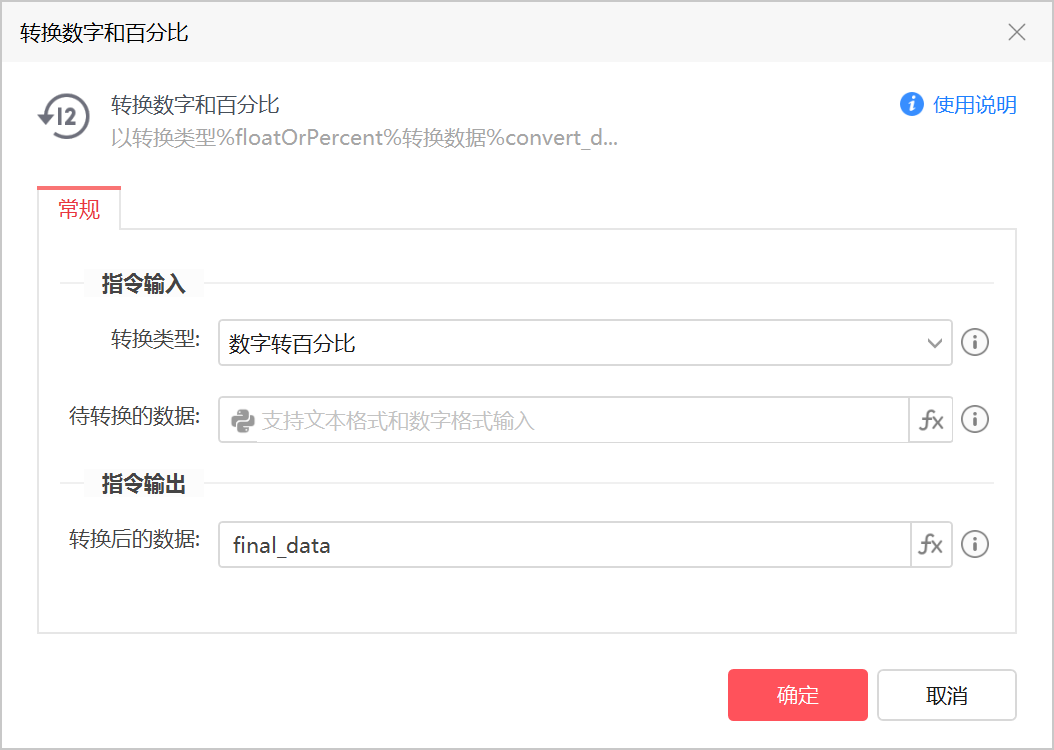 转换数字和百分比
转换数字和百分比
使用说明
以转换类型%floatOrPercent%转换数据%convert_d...
常规
指令输入
转换类型: 数字转百分比
待转换的数据: 支持文本格式和数字格式输入 fx
指令输出
转换后的数据: final_data fx
确定 取消